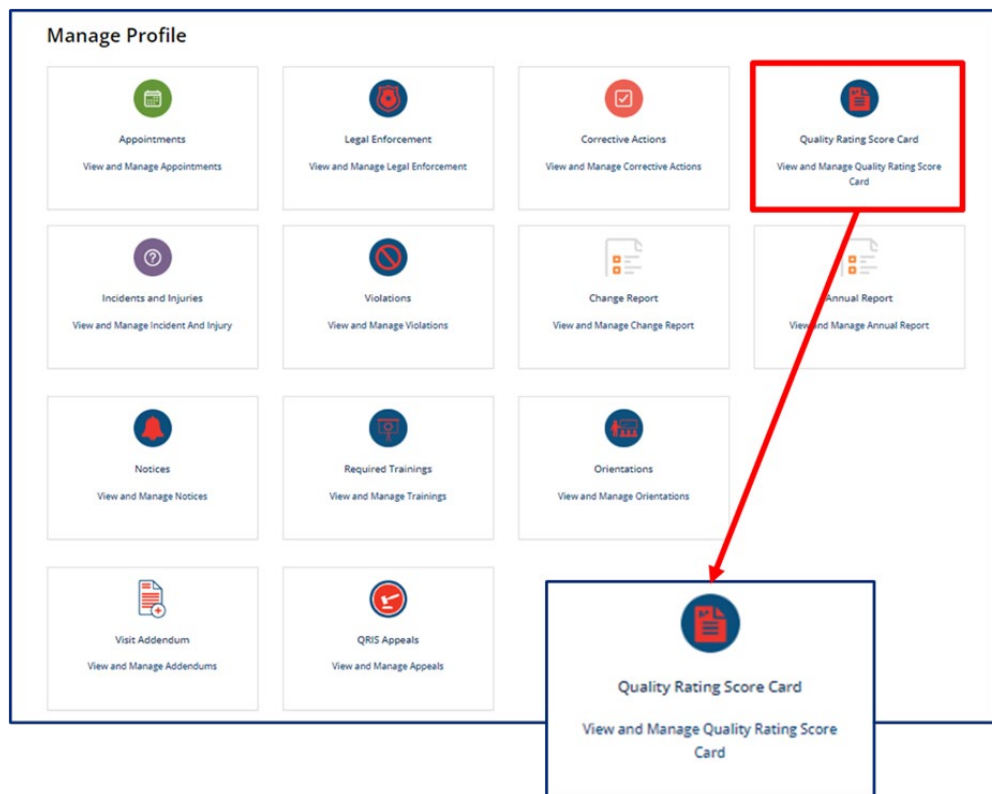 Manage Profile
Appointments
View and Manage Appointments
Legal Enforcement
View and Manage Legal Enforcement
Corrective Actions
View and Manage Corrective Actions
Quality Rating Score Card
View and Manage Quality Rating Score
Card
Incidents and Injuries
View and Manage Incident And Injury
Violations
View and Manage Violations
Change Report
View and Manage Change Report
Annual Report
View and Manage Annual Report
Notices
View and Manage Notices
Required Trainings
View and Manage Trainings
Orientations
View and Manage Orientations
Visit Addendum
View and Manage Addendums
QRIS Appeals
View and Manage Appeals
Quality Rating Score Card
View and Manage Quality Rating Score
Card